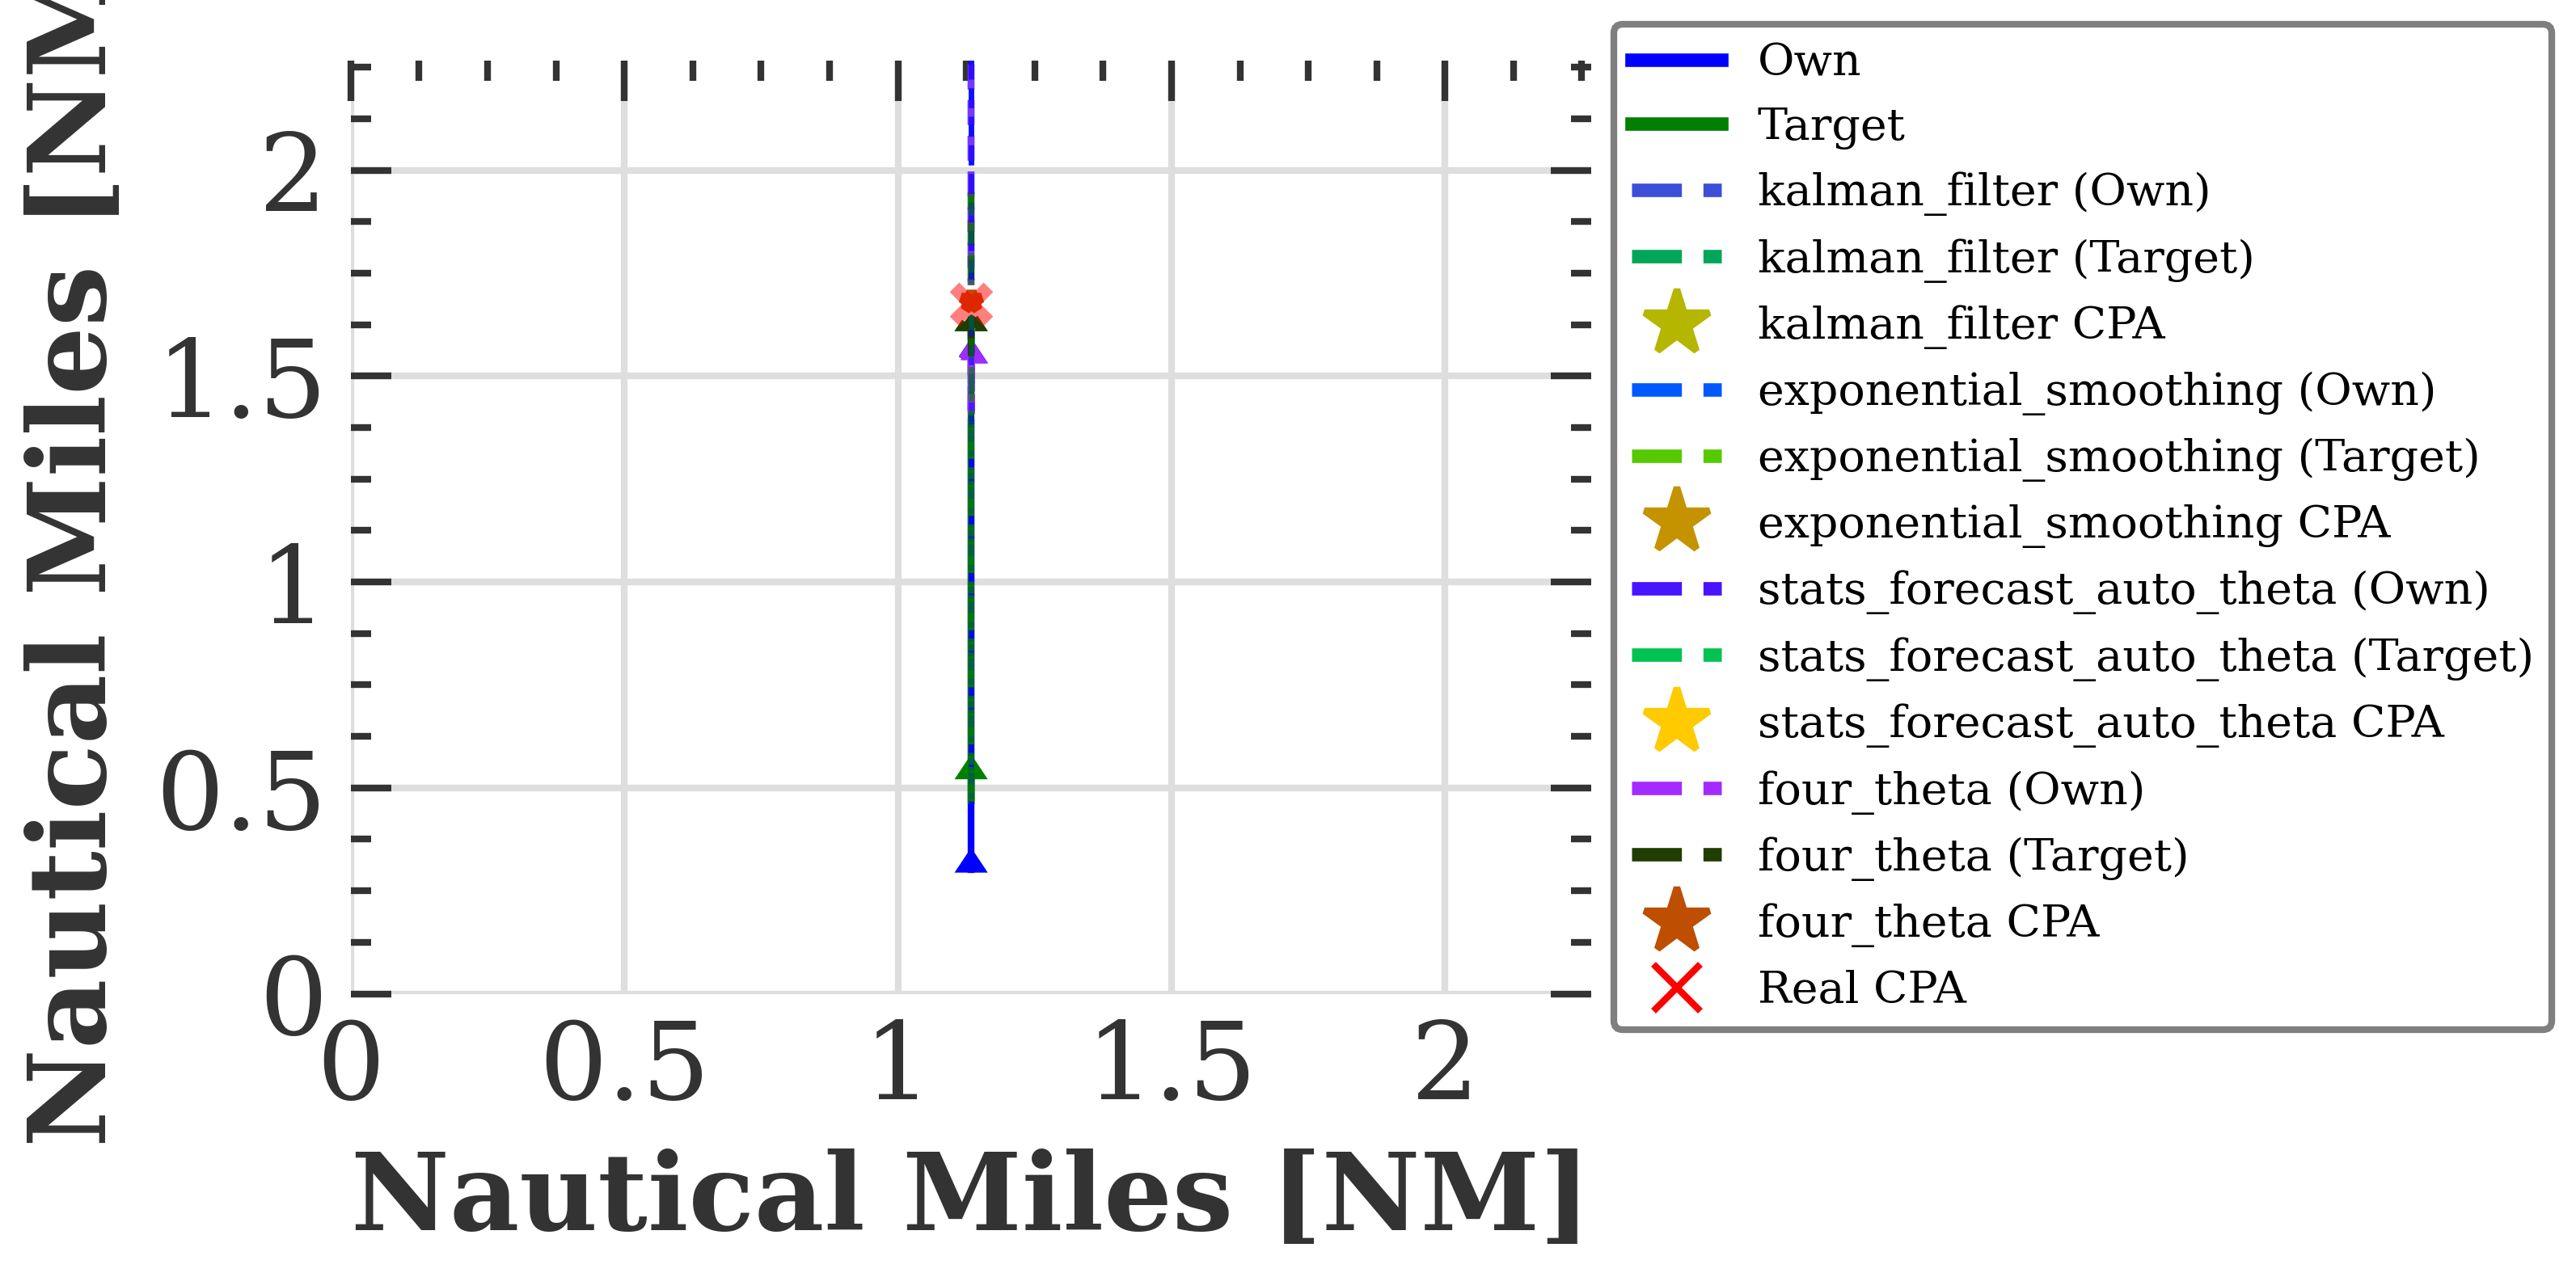 Nautical Miles [NM
2
1.5
1
0.5
0
0 0.5 1 1.5 2
Nautical Miles [NM]
Own
Target
kalman_filter (Own)
kalman_filter (Target)
kalman_filter CPA
exponential_smoothing (Own)
exponential_smoothing (Target)
exponential_smoothing CPA
stats_forecast_auto_theta (Own)
stats_forecast_auto_theta (Target)
stats_forecast_auto_theta CPA
four_theta (Own)
four_theta (Target)
four_theta CPA
Real CPA